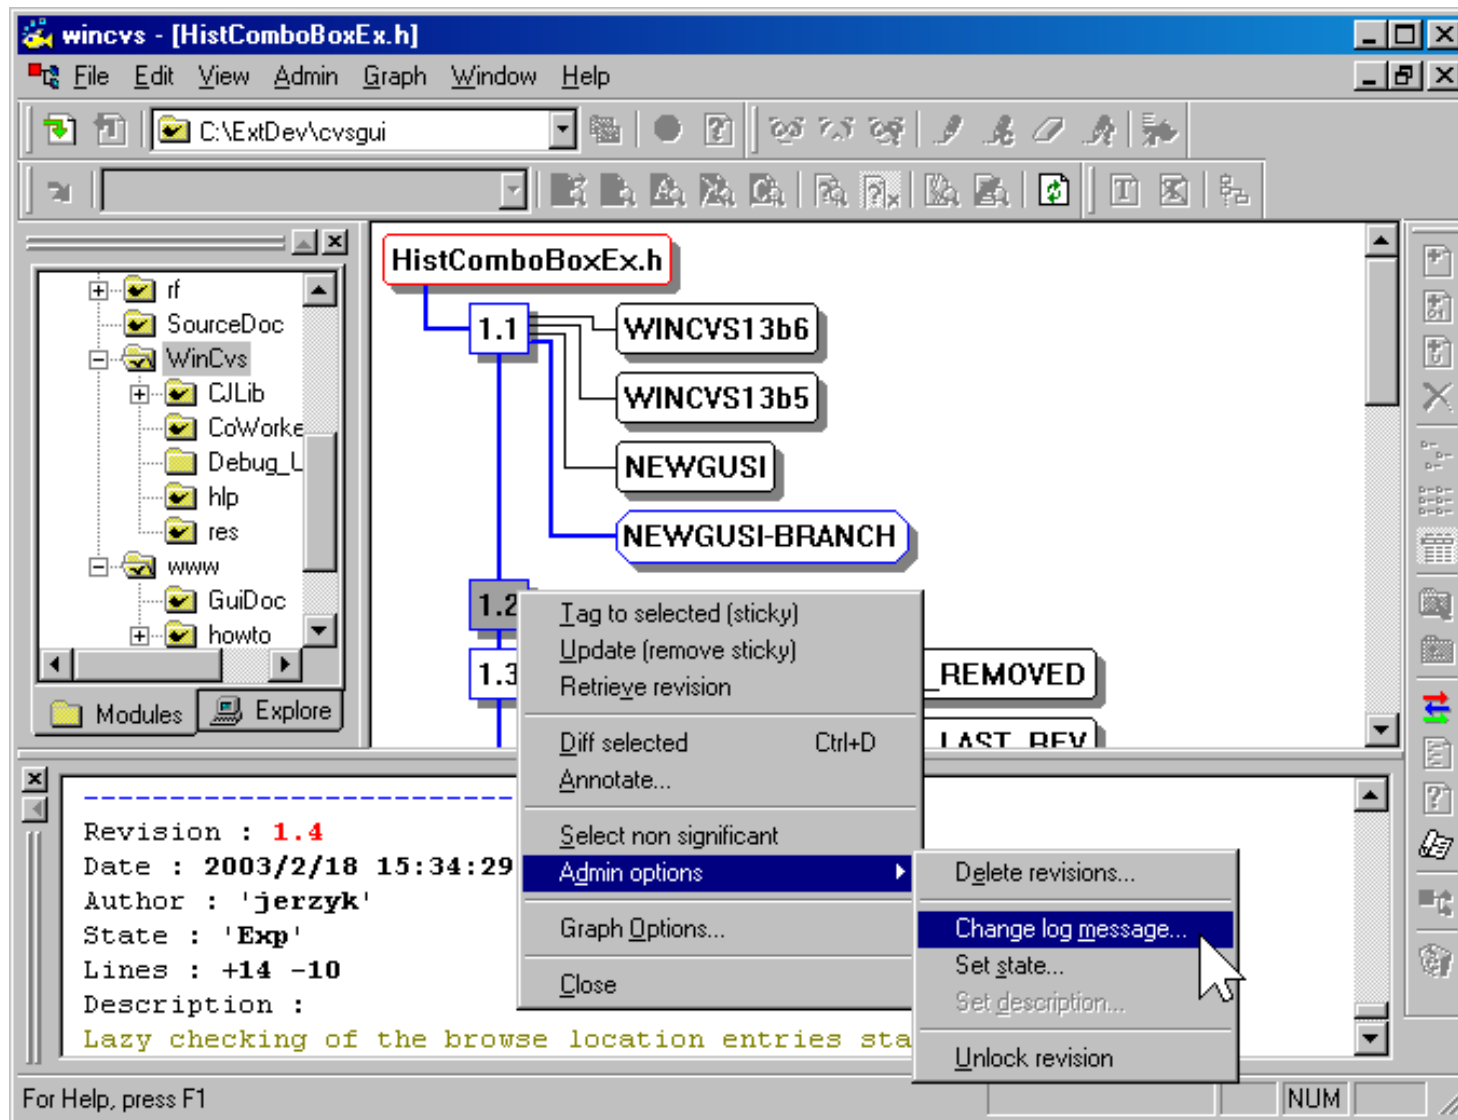 wincvs - [HistComboBoxEx.h]
File Edit View Admin Graph Window Help
C:\ExtDev\cvsgui
rf
SourceDoc
WinCvs
CJLib
CoWorke
Debug_U
hlp
res
www
GuiDoc
howto
Modules Explore
HistComboBoxEx.h
1.1
WINCVS13b6
WINCVS13b5
NEWGUSI
NEWGUSI-BRANCH
1.2
1.3
_REMOVED
LAST_REV
Tag to selected (sticky)
Update (remove sticky)
Retrieve revision
Diff selected Ctrl+D
Annotate...
Select non significant
Admin options
Graph Options...
Close
Delete revisions...
Change log message...
Set state...
Set description...
Unlock revision
Revision : 1.4
Date : 2003/2/18 15:34:29
Author : 'jerzyk'
State : 'Exp'
Lines : +14 -10
Description :
Lazy checking of the browse location entries sta
For Help, press F1
NUM